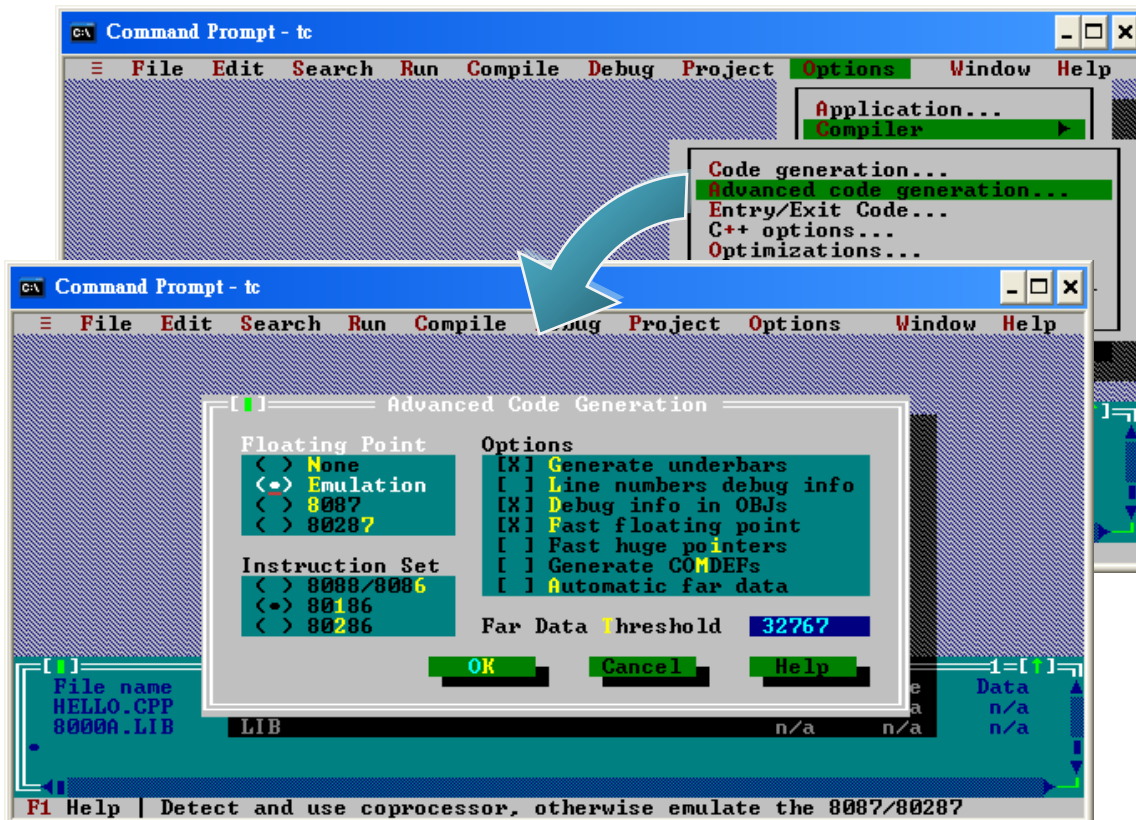 Command Prompt - tc
≡ File Edit Search Run Compile Debug Project Options Window Help
Application...
Compiler
Code generation...
Advanced code generation...
Entry/Exit Code...
C++ options...
Optimizations...
Command Prompt - tc
≡ File Edit Search Run Compile Debug Project Options Window Help
Advanced Code Generation
Floating Point
( ) None
(•) Emulation
( ) 8087
( ) 80287
Instruction Set
( ) 8088/8086
(•) 80186
( ) 80286
Options
[X] Generate underbars
[ ] Line numbers debug info
[X] Debug info in OBJs
[X] Fast floating point
[ ] Fast huge pointers
[ ] Generate COMDEFs
[ ] Automatic far data
Far Data Threshold 32767
OK Cancel Help
1=[↑]
File name Data
HELLO.CPP n/a
8000A.LIB LIB n/a n/a n/a
F1 Help | Detect and use coprocessor, otherwise emulate the 8087/80287